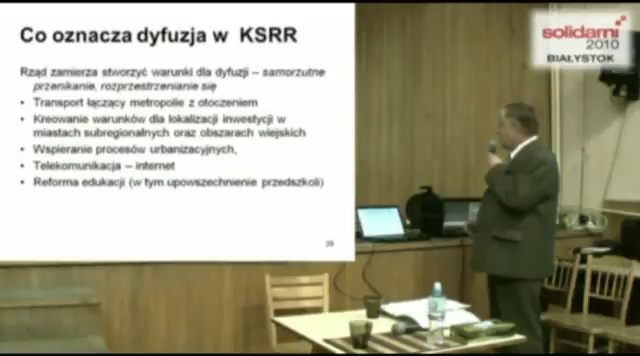 Co oznacza dyfuzja w KSRR
Rząd zamierza stworzyć warunki dla dyfuzji – samorzutne
przenikanie, rozprzestrzenianie się
• Transport łączący metropolie z otoczeniem
• Kreowanie warunków dla lokalizacji inwestycji w
miastach subregionalnych oraz obszarach wiejskich
• Wspieranie procesów urbanizacyjnych,
• Telekomunikacja – internet
• Reforma edukacji (w tym upowszechnienie przedszkoli)
29
solidarni
2010
BIAŁYSTOK